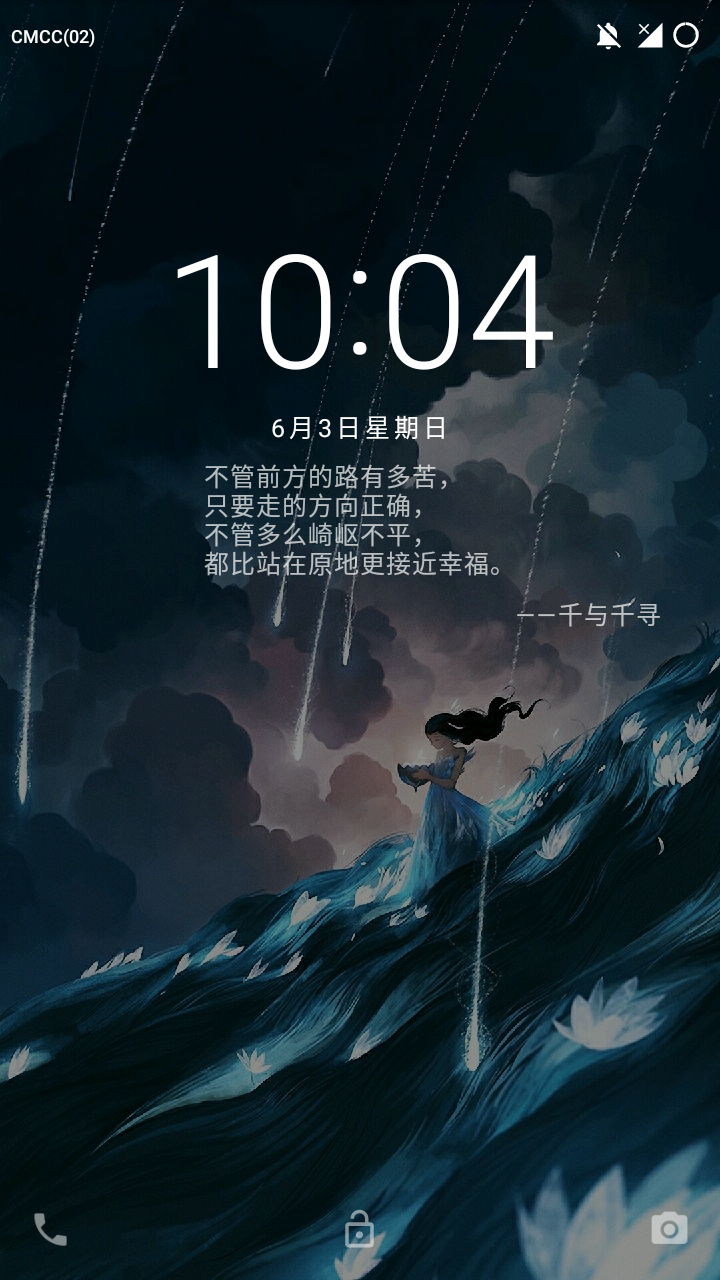 CMCC(02)
10:04
6月3日星期日
不管前方的路有多苦，
只要走的方向正确，
不管多么崎岖不平，
都比站在原地更接近幸福。
——千与千寻